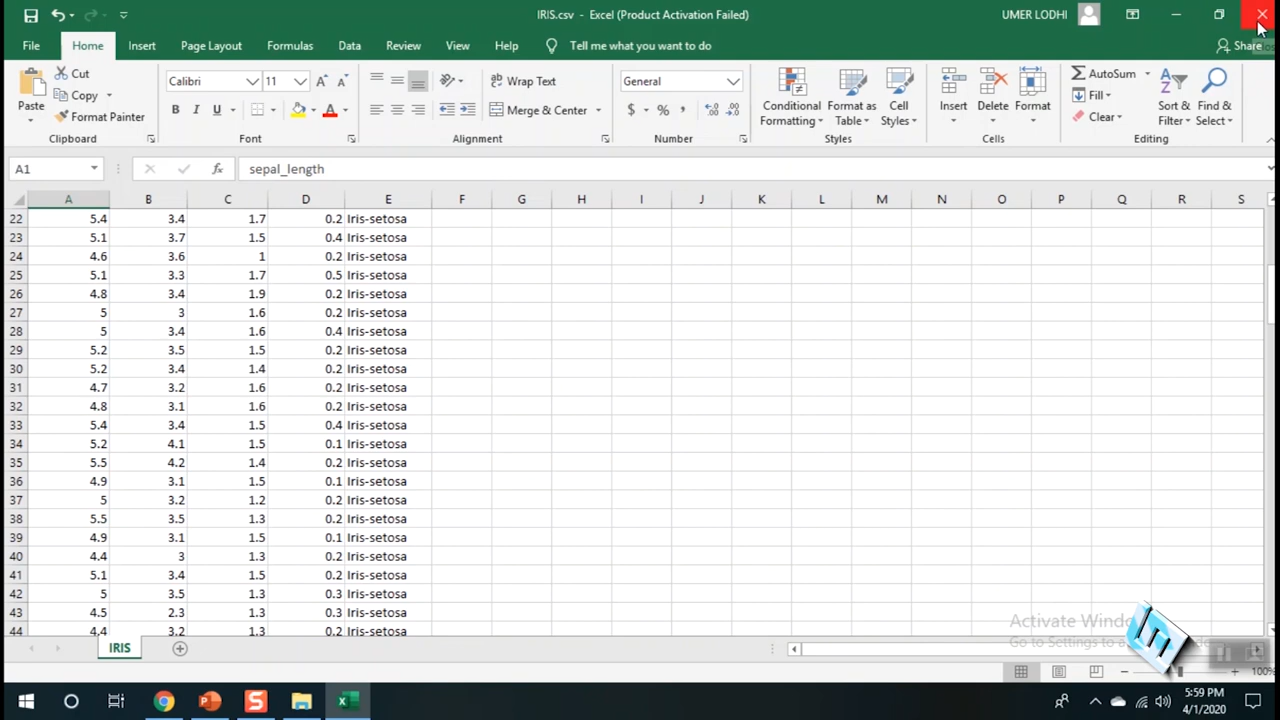 IRIS.csv - Excel (Product Activation Failed)
UMER LODHI
File Home Insert Page Layout Formulas Data Review View Help Tell me what you want to do
Share
Paste
Cut
Copy
Format Painter
Clipboard
Calibri 11
B I U
Font
Wrap Text
Merge & Center
Alignment
General
$ % ,
Number
Conditional Formatting
Format as Table
Cell Styles
Styles
Insert Delete Format
Cells
AutoSum
Fill
Clear
Sort & Filter
Find & Select
Editing
A1 fx sepal_length
A B C D E F G H I J K L M N O P Q R S
22 5.4 3.4 1.7 0.2 Iris-setosa
23 5.1 3.7 1.5 0.4 Iris-setosa
24 4.6 3.6 1 0.2 Iris-setosa
25 5.1 3.3 1.7 0.5 Iris-setosa
26 4.8 3.4 1.9 0.2 Iris-setosa
27 5 3 1.6 0.2 Iris-setosa
28 5 3.4 1.6 0.4 Iris-setosa
29 5.2 3.5 1.5 0.2 Iris-setosa
30 5.2 3.4 1.4 0.2 Iris-setosa
31 4.7 3.2 1.6 0.2 Iris-setosa
32 4.8 3.1 1.6 0.2 Iris-setosa
33 5.4 3.4 1.5 0.4 Iris-setosa
34 5.2 4.1 1.5 0.1 Iris-setosa
35 5.5 4.2 1.4 0.2 Iris-setosa
36 4.9 3.1 1.5 0.1 Iris-setosa
37 5 3.2 1.2 0.2 Iris-setosa
38 5.5 3.5 1.3 0.2 Iris-setosa
39 4.9 3.1 1.5 0.1 Iris-setosa
40 4.4 3 1.3 0.2 Iris-setosa
41 5.1 3.4 1.5 0.2 Iris-setosa
42 5 3.5 1.3 0.3 Iris-setosa
43 4.5 2.3 1.3 0.3 Iris-setosa
44 4.4 3.2 1.3 0.2 Iris-setosa
Activate
Go to Settings to
IRIS
100%
5:59 PM
4/1/2020